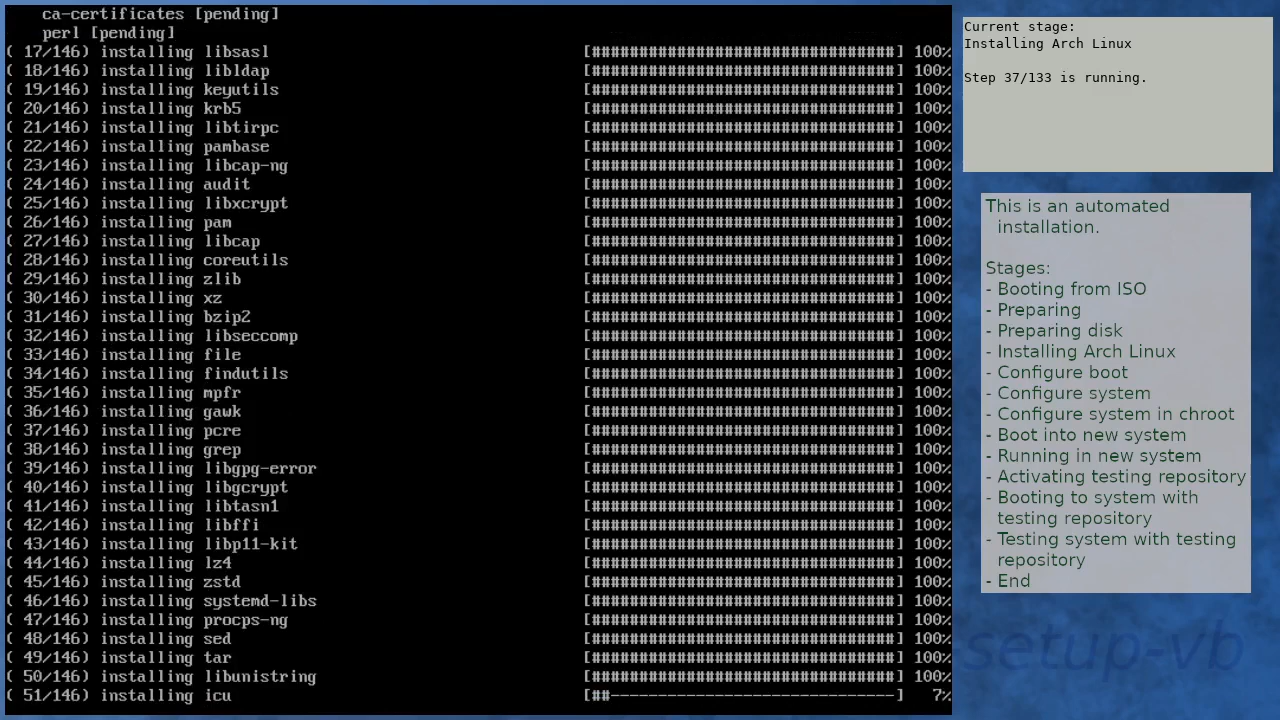 ca-certificates [pending]
perl [pending]
( 17/146) installing libsasl [################################] 100%
( 18/146) installing libldap [################################] 100%
( 19/146) installing keyutils [################################] 100%
( 20/146) installing krb5 [################################] 100%
( 21/146) installing libtirpc [################################] 100%
( 22/146) installing pambase [################################] 100%
( 23/146) installing libcap-ng [################################] 100%
( 24/146) installing audit [################################] 100%
( 25/146) installing libxcrypt [################################] 100%
( 26/146) installing pam [################################] 100%
( 27/146) installing libcap [################################] 100%
( 28/146) installing coreutils [################################] 100%
( 29/146) installing zlib [################################] 100%
( 30/146) installing xz [################################] 100%
( 31/146) installing bzip2 [################################] 100%
( 32/146) installing libseccomp [################################] 100%
( 33/146) installing file [################################] 100%
( 34/146) installing findutils [################################] 100%
( 35/146) installing mpfr [################################] 100%
( 36/146) installing gawk [################################] 100%
( 37/146) installing pcre [################################] 100%
( 38/146) installing grep [################################] 100%
( 39/146) installing libgpg-error [################################] 100%
( 40/146) installing libgcrypt [################################] 100%
( 41/146) installing libtasn1 [################################] 100%
( 42/146) installing libffi [################################] 100%
( 43/146) installing libp11-kit [################################] 100%
( 44/146) installing lz4 [################################] 100%
( 45/146) installing zstd [################################] 100%
( 46/146) installing systemd-libs [################################] 100%
( 47/146) installing procps-ng [################################] 100%
( 48/146) installing sed [################################] 100%
( 49/146) installing tar [################################] 100%
( 50/146) installing libunistring [################################] 100%
( 51/146) installing icu [##------------------------------] 7%
Current stage:
Installing Arch Linux
Step 37/133 is running.
This is an automated
installation.
Stages:
- Booting from ISO
- Preparing
- Preparing disk
- Installing Arch Linux
- Configure boot
- Configure system
- Configure system in chroot
- Boot into new system
- Running in new system
- Activating testing repository
- Booting to system with
testing repository
- Testing system with testing
repository
- End
setup-vb